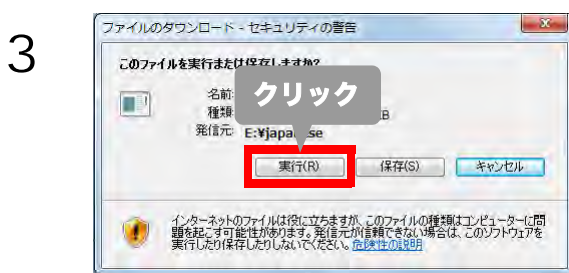 3
ファイルのダウンロード - セキュリティの警告
このファイルを実行または保存しますか?
名前:
クリック
種類:
B
発信元: E:¥japa se
実行(R) 保存(S) キャンセル
インターネットのファイルは役に立ちますが、このファイルの種類はコンピューターに問
題を起こす可能性があります。発信元が信頼できない場合は、このソフトウェアを
実行したり保存したりしないでください。危険性の説明